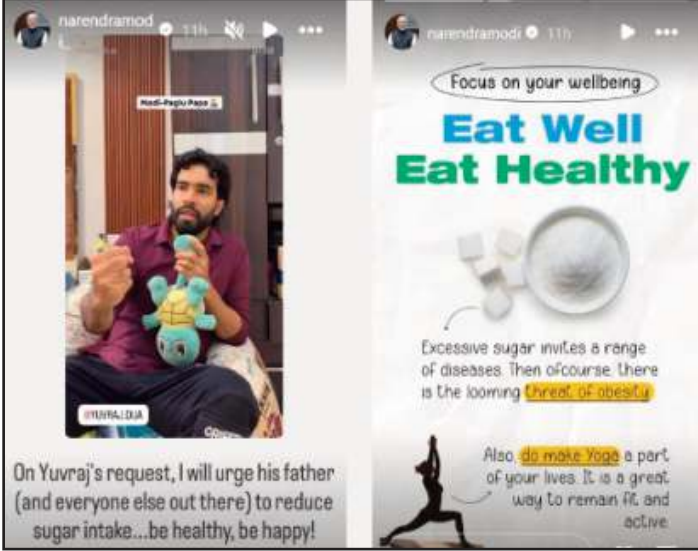 narendramod
11h
Modi-Paglu Papa
@YUVRAJ.DUA
On Yuvraj's request, I will urge his father
(and everyone else out there) to reduce
sugar intake...be healthy, be happy!
narendramodi 11h
Focus on your wellbeing
Eat Well
Eat Healthy
Excessive sugar invites a range
of diseases. Then ofcourse, there
is the looming threat of obesity
Also, do make Yoga a part
of your lives. It is a great
way to remain fit and
active